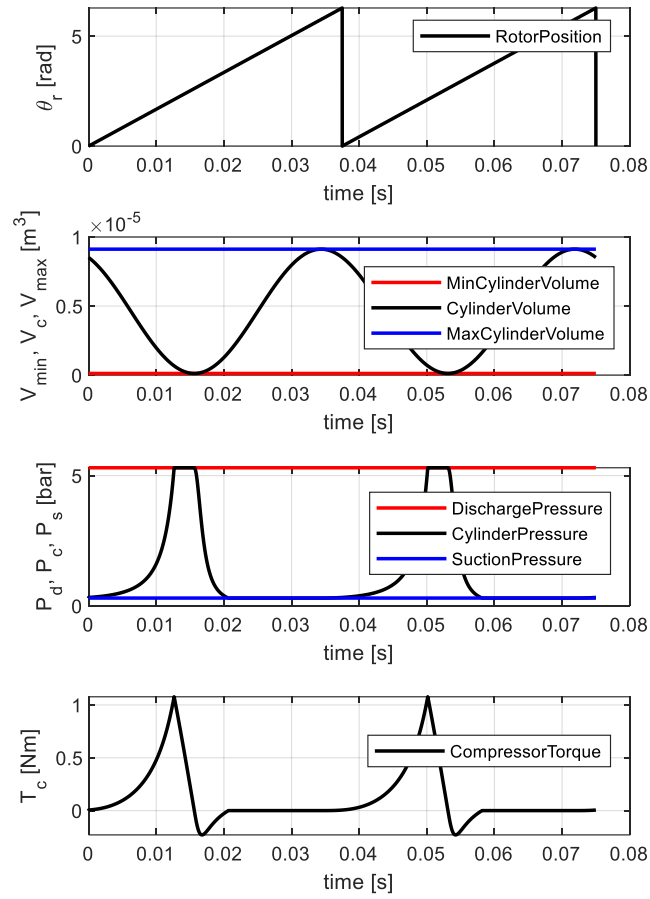 θr [rad]
5
0
RotorPosition
0 0.01 0.02 0.03 0.04 0.05 0.06 0.07 0.08
time [s]
×10-5
Vmin, Vc, Vmax [m3]
1
0.5
0
MinCylinderVolume
CylinderVolume
MaxCylinderVolume
0 0.01 0.02 0.03 0.04 0.05 0.06 0.07 0.08
time [s]
Pd, Pc, Ps [bar]
5
0
DischargePressure
CylinderPressure
SuctionPressure
0 0.01 0.02 0.03 0.04 0.05 0.06 0.07 0.08
time [s]
Tc [Nm]
1
0.5
0
CompressorTorque
0 0.01 0.02 0.03 0.04 0.05 0.06 0.07 0.08
time [s]